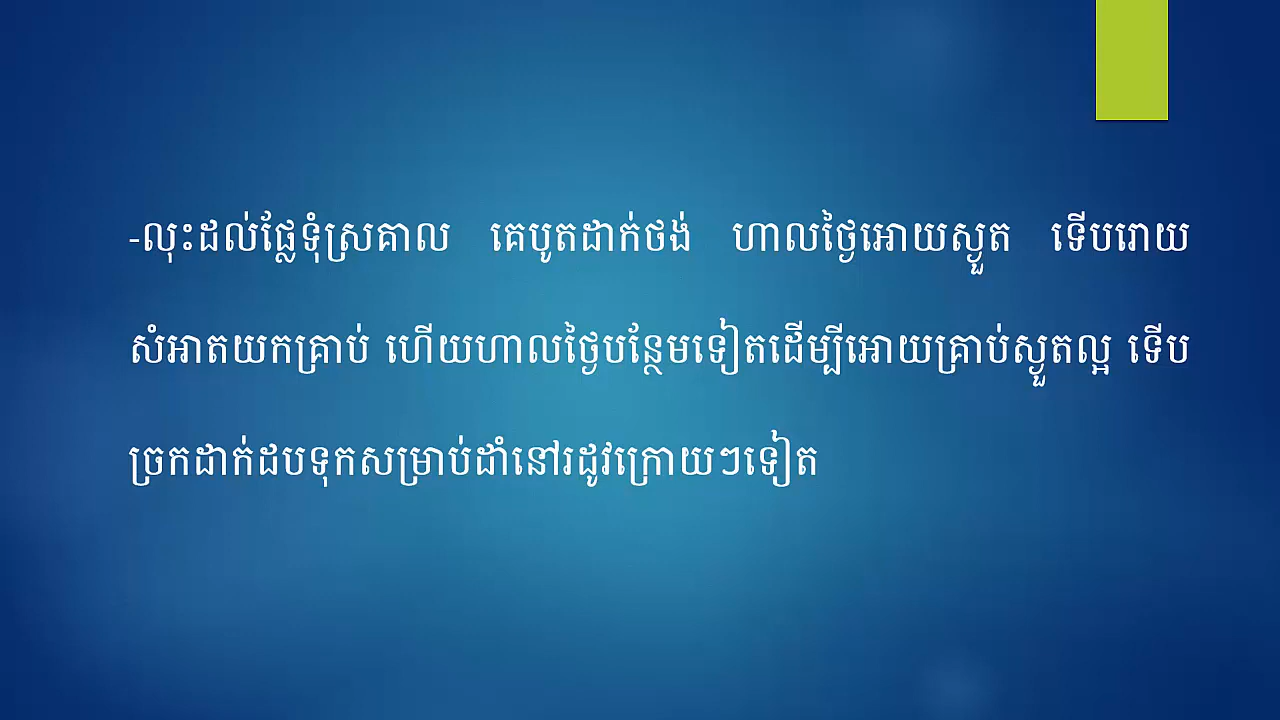 -លុះដល់ផ្លែទុំស្រគាល គេបូតដាក់ថង់ ហាលថ្ងៃអោយស្ងួត ទើបរោយ
សំអាតយកគ្រាប់ ហើយហាលថ្ងៃបន្ថែមទៀតដើម្បីអោយគ្រាប់ស្ងួតល្អ ទើប
ច្រកដាក់ដបទុកសម្រាប់ដាំនៅរដូវក្រោយៗទៀត